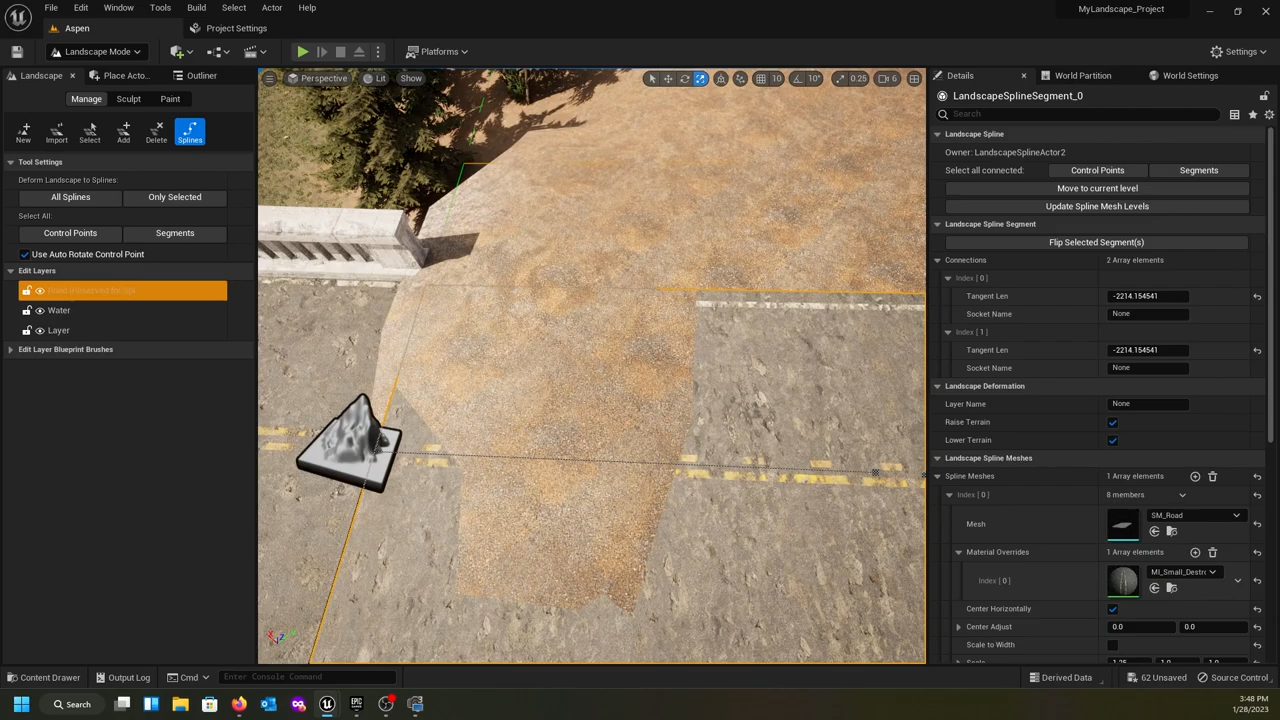 File Edit Window Tools Build Select Actor Help
MyLandscape_Project
Aspen
Project Settings
Landscape Mode
Platforms
Settings
Landscape
Place Acto...
Outliner
Perspective
Lit
Show
10
10°
0.25
6
Details
World Partition
World Settings
Manage
Sculpt
Paint
LandscapeSplineSegment_0
Search
New
Import
Select
Add
Delete
Splines
Landscape Spline
Owner: LandscapeSplineActor2
Tool Settings
Select all connected:
Control Points
Segments
Deform Landscape to Splines:
Move to current level
All Splines
Only Selected
Update Spline Mesh Levels
Select All:
Landscape Spline Segment
Control Points
Segments
Flip Selected Segment(s)
Use Auto Rotate Control Point
Connections
2 Array elements
Edit Layers
Index [ 0 ]
Tangent Len
-2214.154541
Water
Socket Name
None
Layer
Index [ 1 ]
Edit Layer Blueprint Brushes
Tangent Len
-2214.154541
Socket Name
None
Landscape Deformation
Layer Name
None
Raise Terrain
Lower Terrain
Landscape Spline Meshes
Spline Meshes
1 Array elements
Index [ 0 ]
8 members
Mesh
SM_Road
Material Overrides
1 Array elements
Index [ 0 ]
MI_Small_Destr
Center Horizontally
Center Adjust
0.0
0.0
Scale to Width
Scale
1.25
1.0
1.0
Content Drawer
Output Log
Cmd
Enter Console Command
Derived Data
62 Unsaved
Source Control
Search
3:48 PM
1/28/2023